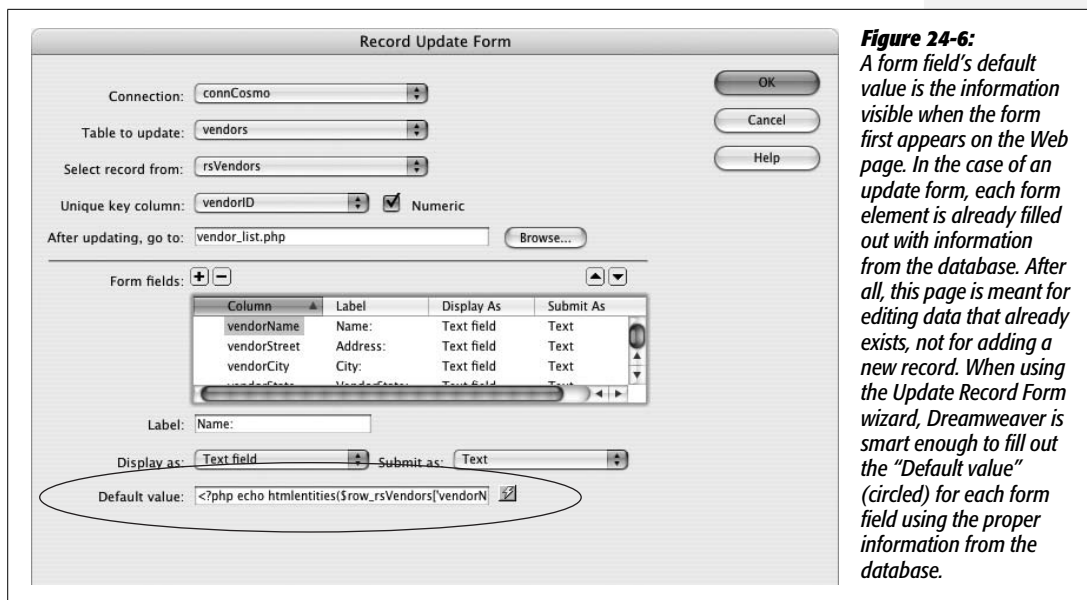 Record Update Form
Connection: connCosmo
Table to update: vendors
Select record from: rsVendors
Unique key column: vendorID Numeric
After updating, go to: vendor_list.php Browse...
OK
Cancel
Help
Form fields:
Column Label Display As Submit As
vendorName Name: Text field Text
vendorStreet Address: Text field Text
vendorCity City: Text field Text
vendorState VendorState: Text field Text
Label: Name:
Display as: Text field Submit as: Text
Default value: <?php echo htmlentities($row_rsVendors['vendorN
Figure 24-6:
A form field's default
value is the information
visible when the form
first appears on the Web
page. In the case of an
update form, each form
element is already filled
out with information
from the database. After
all, this page is meant for
editing data that already
exists, not for adding a
new record. When using
the Update Record Form
wizard, Dreamweaver is
smart enough to fill out
the “Default value”
(circled) for each form
field using the proper
information from the
database.